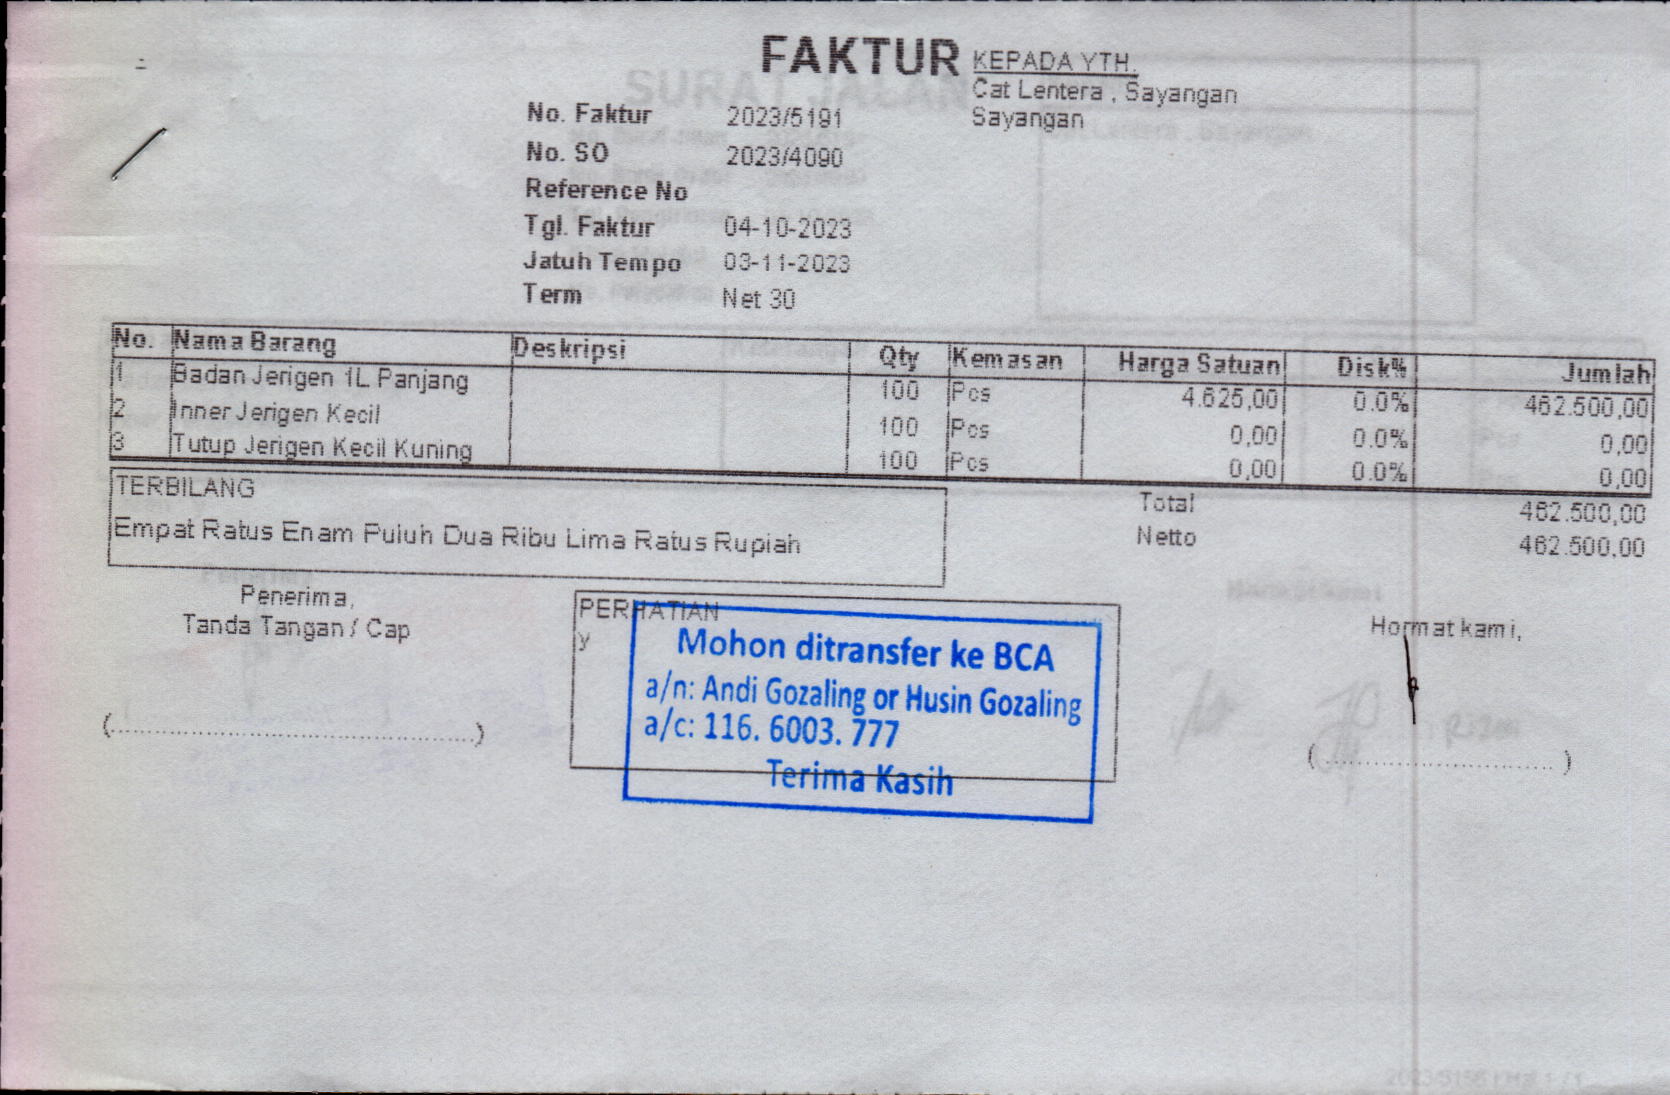 FAKTUR
KEPADA YTH.
Cat Lentera , Sayangan
Sayangan
No. Faktur 2023/5191
No. SO 2023/4090
Reference No
Tgl. Faktur 04-10-2023
Jatuh Tempo 03-11-2023
Term Net 30
No. Nama Barang Deskripsi Qty Kemasan Harga Satuan Disk% Jumlah
1 Badan Jerigen 1L Panjang 100 Pcs 4.625,00 0.0% 462.500,00
2 Inner Jerigen Kecil 100 Pcs 0,00 0.0% 0,00
3 Tutup Jerigen Kecil Kuning 100 Pcs 0,00 0.0% 0,00
TERBILANG
Empat Ratus Enam Puluh Dua Ribu Lima Ratus Rupiah
Total 462.500,00
Netto 462.500,00
Penerima,
Tanda Tangan / Cap
(..........................................................)
PERHATIAN
y
Mohon ditransfer ke BCA
a/n: Andi Gozaling or Husin Gozaling
a/c: 116. 6003. 777
Terima Kasih
Hormat kami,
(....................................)